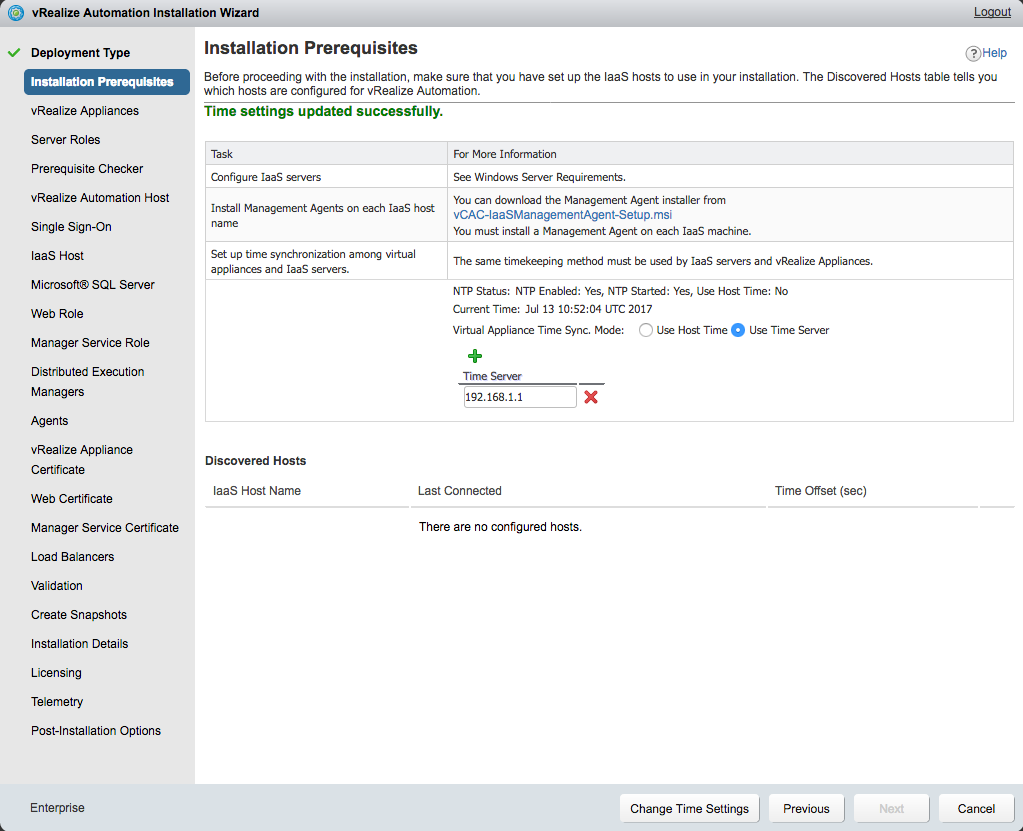 vRealize Automation Installation Wizard
Logout
Deployment Type
Installation Prerequisites
vRealize Appliances
Server Roles
Prerequisite Checker
vRealize Automation Host
Single Sign-On
IaaS Host
Microsoft® SQL Server
Web Role
Manager Service Role
Distributed Execution
Managers
Agents
vRealize Appliance
Certificate
Web Certificate
Manager Service Certificate
Load Balancers
Validation
Create Snapshots
Installation Details
Licensing
Telemetry
Post-Installation Options
Installation Prerequisites
? Help
Before proceeding with the installation, make sure that you have set up the IaaS hosts to use in your installation. The Discovered Hosts table tells you
which hosts are configured for vRealize Automation.
Time settings updated successfully.
Task For More Information
Configure IaaS servers See Windows Server Requirements.
Install Management Agents on each IaaS host
name
You can download the Management Agent installer from
vCAC-IaaSManagementAgent-Setup.msi
You must install a Management Agent on each IaaS machine.
Set up time synchronization among virtual
appliances and IaaS servers.
The same timekeeping method must be used by IaaS servers and vRealize Appliances.
NTP Status: NTP Enabled: Yes, NTP Started: Yes, Use Host Time: No
Current Time: Jul 13 10:52:04 UTC 2017
Virtual Appliance Time Sync. Mode: Use Host Time Use Time Server
Time Server
192.168.1.1
Discovered Hosts
IaaS Host Name Last Connected Time Offset (sec)
There are no configured hosts.
Enterprise
Change Time Settings Previous Next Cancel